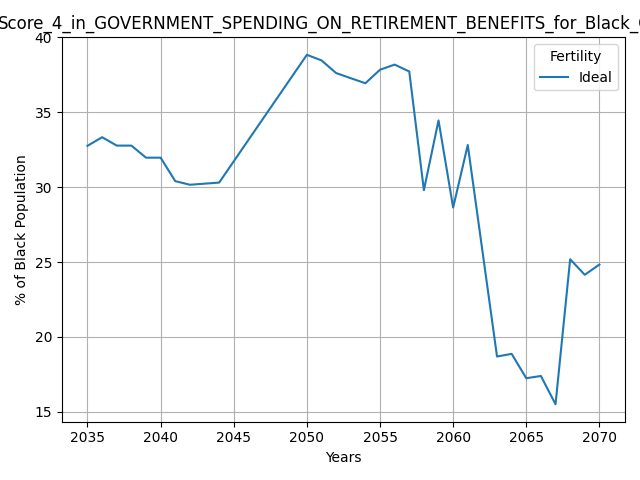 Score_4_in_GOVERNMENT_SPENDING_ON_RETIREMENT_BENEFITS_for_Black_
40
35
30
25
20
15
% of Black Population
Fertility
Ideal
2035 2040 2045 2050 2055 2060 2065 2070
Years